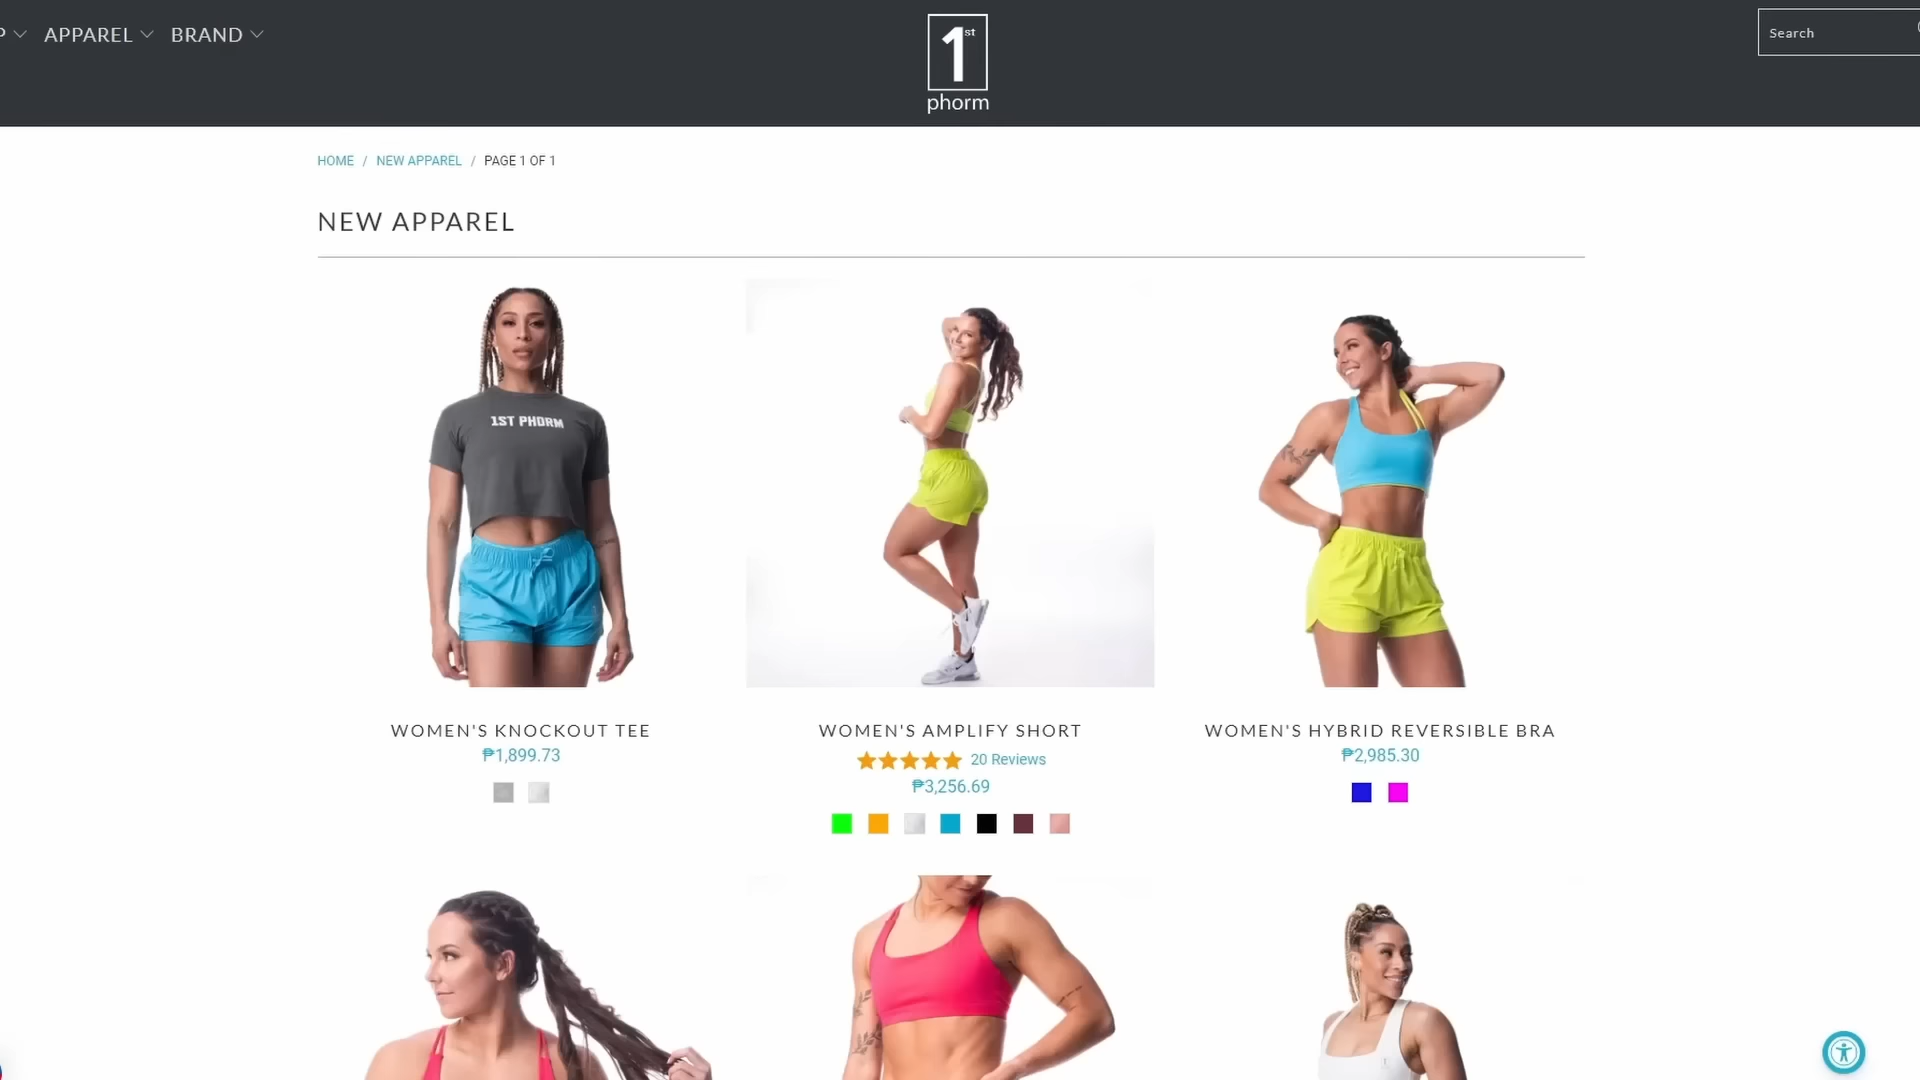 APPAREL BRAND
1st
phorm
Search
HOME / NEW APPAREL / PAGE 1 OF 1
NEW APPAREL
1ST PHORM
WOMEN'S KNOCKOUT TEE
₱1,899.73
WOMEN'S AMPLIFY SHORT
20 Reviews
₱3,256.69
WOMEN'S HYBRID REVERSIBLE BRA
₱2,985.30